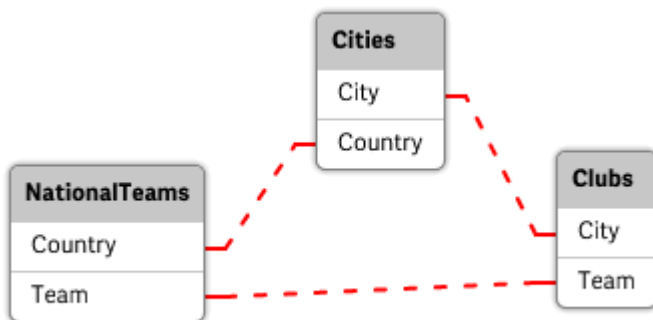 Cities
City
Country
NationalTeams
Country
Team
Clubs
City
Team